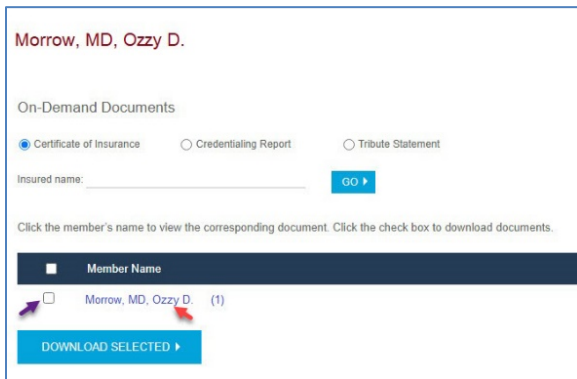 Morrow, MD, Ozzy D.
On-Demand Documents
Certificate of Insurance Credentialing Report Tribute Statement
Insured name: GO
Click the member's name to view the corresponding document. Click the check box to download documents.
Member Name
Morrow, MD, Ozzy D. (1)
DOWNLOAD SELECTED